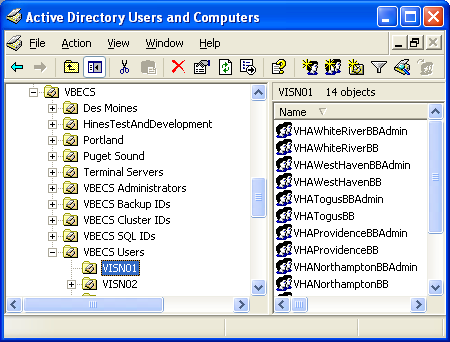 Active Directory Users and Computers
File Action View Window Help
VBECS
Des Moines
HinesTestAndDevelopment
Portland
Puget Sound
Terminal Servers
VBECS Administrators
VBECS Backup IDs
VBECS Cluster IDs
VBECS SQL IDs
VBECS Users
VISN01
VISN02
VISN01 14 objects
Name
VHAWhiteRiverBBAdmin
VHAWhiteRiverBB
VHAWestHavenBBAdmin
VHAWestHavenBB
VHATogusBBAdmin
VHATogusBB
VHAProvidenceBBAdmin
VHAProvidenceBB
VHANorthamptonBBAdmin
VHANorthamptonBB